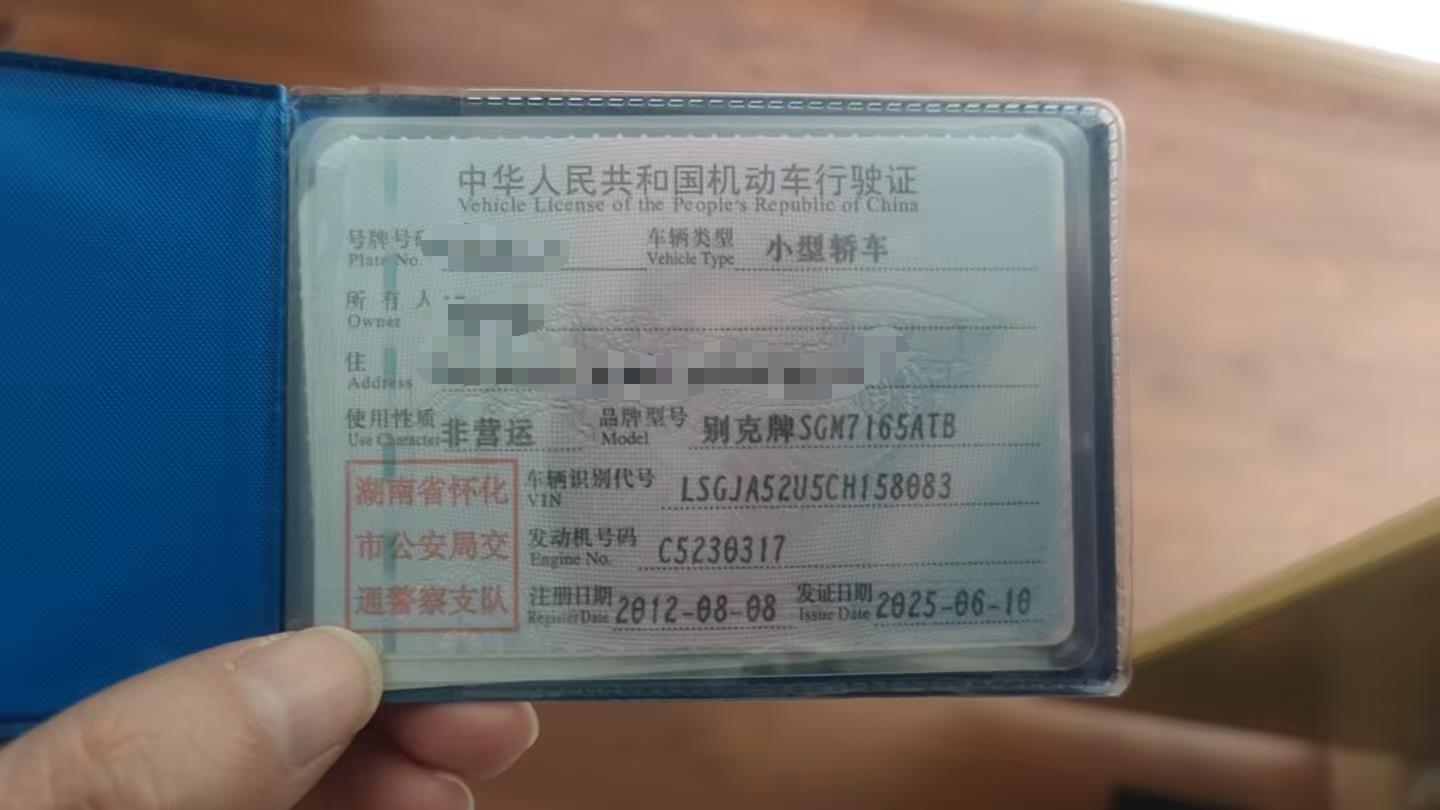 中华人民共和国机动车行驶证
Vehicle License of the People's Republic of China
号牌号码 车辆类型 小型轿车
Plate No. Vehicle Type
所有人
Owner
住
Address
使用性质 非营运 品牌型号 别克牌SGM7165ATB
Use Character Model
车辆识别代号 LSGJA52U5CH158083
VIN
发动机号码 C5230317
Engine No.
注册日期 2012-08-08 发证日期 2025-06-10
Register Date Issue Date
湖南省怀化
市公安局交
通警察支队